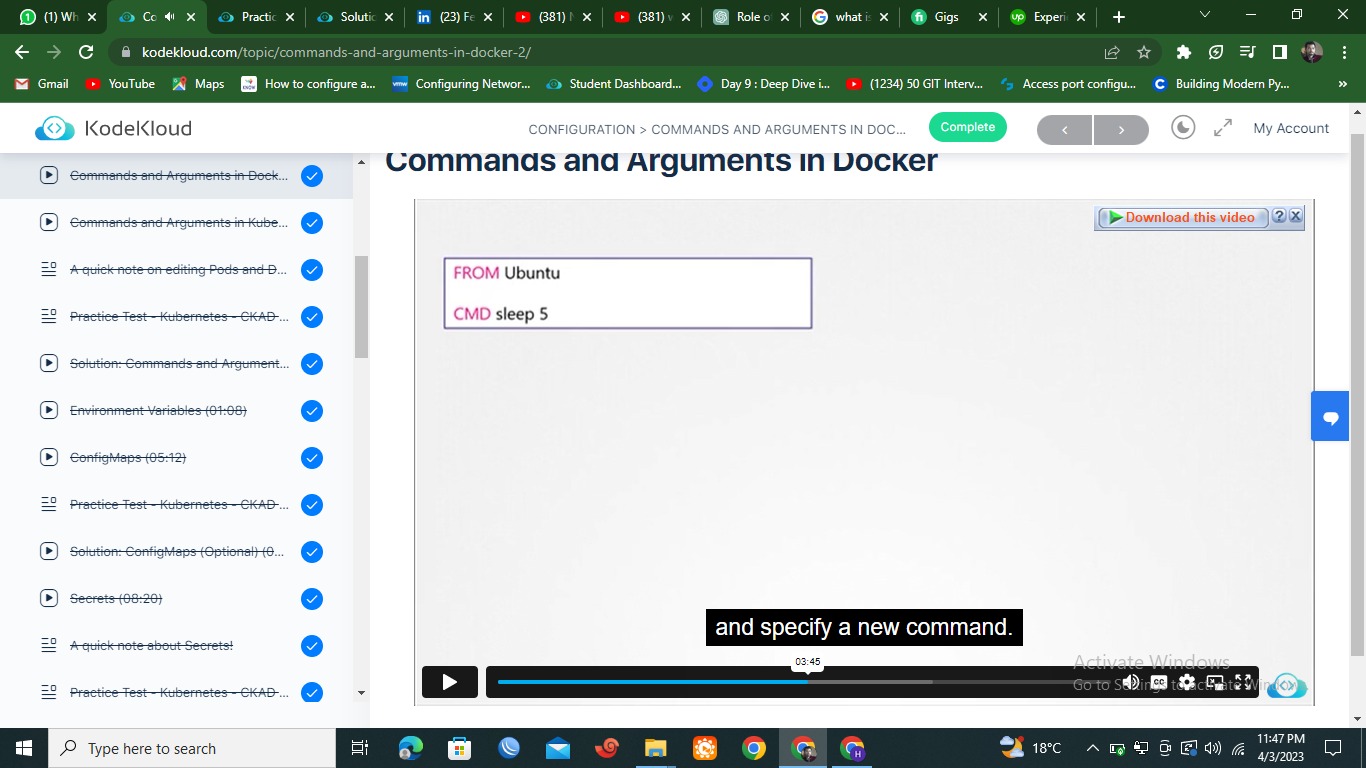 (1) Wh
Co
Practic
Solutic
(23) Fe
(381) N
(381) v
Role o
what is
Gigs
Experi
kodekloud.com/topic/commands-and-arguments-in-docker-2/
Gmail
YouTube
Maps
How to configure a...
Configuring Networ...
Student Dashboard...
Day 9 : Deep Dive i...
(1234) 50 GIT Interv...
Access port configu...
Building Modern Py...
»
KodeKloud
CONFIGURATION > COMMANDS AND ARGUMENTS IN DOC...
Complete
My Account
Commands and Arguments in Dock...
Commands and Arguments in Kube...
A quick note on editing Pods and D...
Practice Test - Kubernetes - CKAD ...
Solution: Commands and Argument...
Environment Variables (01:08)
ConfigMaps (05:12)
Practice Test - Kubernetes - CKAD ...
Solution: ConfigMaps (Optional) (0...
Secrets (08:20)
A quick note about Secrets!
Practice Test - Kubernetes - CKAD ...
Commands and Arguments in Docker
Download this video
FROM Ubuntu
CMD sleep 5
and specify a new command.
03:45
Activate Windows
Go to Settings to activate Windows.
Type here to search
18°C
11:47 PM
4/3/2023